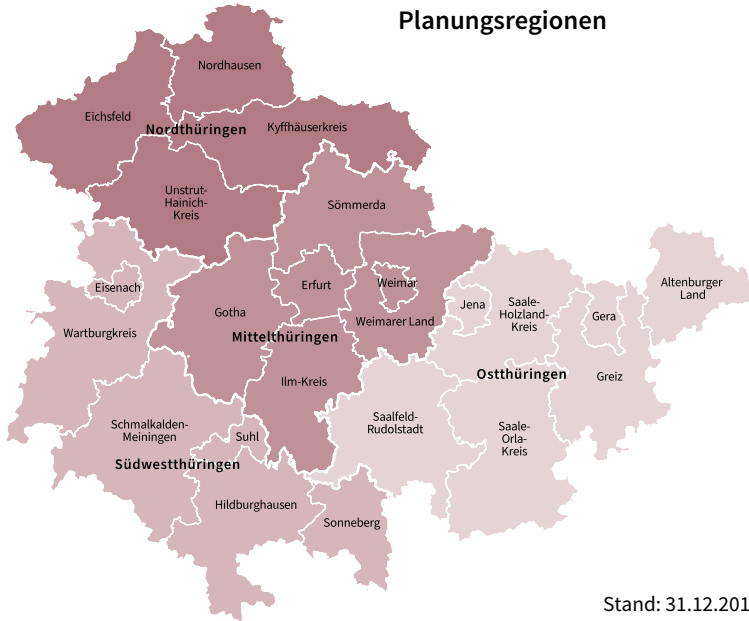 Planungsregionen
Nordhausen
Eichsfeld
Nordthüringen
Kyffhäuserkreis
Unstrut-
Hainich-
Kreis
Sömmerda
Eisenach
Erfurt
Weimar
Altenburger
Land
Gotha
Jena
Saale-
Holzland-
Kreis
Gera
Wartburgkreis
Mittelthüringen
Weimarer Land
Ilm-Kreis
Ostthüringen
Greiz
Schmalkalden-
Meiningen
Suhl
Saalfeld-
Rudolstadt
Saale-
Orla-
Kreis
Südwestthüringen
Hildburghausen
Sonneberg
Stand: 31.12.201